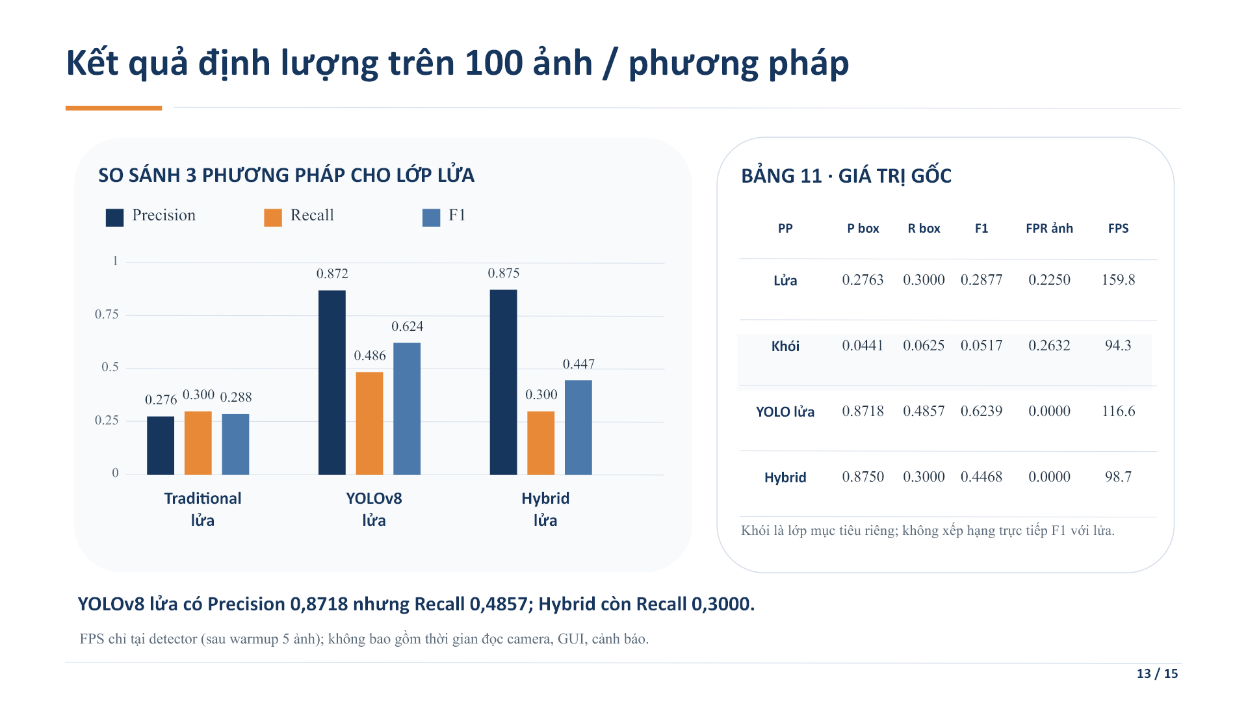 Kết quả định lượng trên 100 ảnh / phương pháp
SO SÁNH 3 PHƯƠNG PHÁP CHO LỚP LỬA
Precision Recall F1
1
0.75
0.5
0.25
0
0.276 0.300 0.288
0.872 0.486 0.624
0.875 0.300 0.447
Traditional
lửa
YOLOv8
lửa
Hybrid
lửa
BẢNG 11 · GIÁ TRỊ GỐC
PP P box R box F1 FPR ảnh FPS
Lửa 0.2763 0.3000 0.2877 0.2250 159.8
Khói 0.0441 0.0625 0.0517 0.2632 94.3
YOLO lửa 0.8718 0.4857 0.6239 0.0000 116.6
Hybrid 0.8750 0.3000 0.4468 0.0000 98.7
Khói là lớp mục tiêu riêng; không xếp hạng trực tiếp F1 với lửa.
YOLOv8 lửa có Precision 0,8718 nhưng Recall 0,4857; Hybrid còn Recall 0,3000.
FPS chỉ tại detector (sau warmup 5 ảnh); không bao gồm thời gian đọc camera, GUI, cảnh báo.
13 / 15